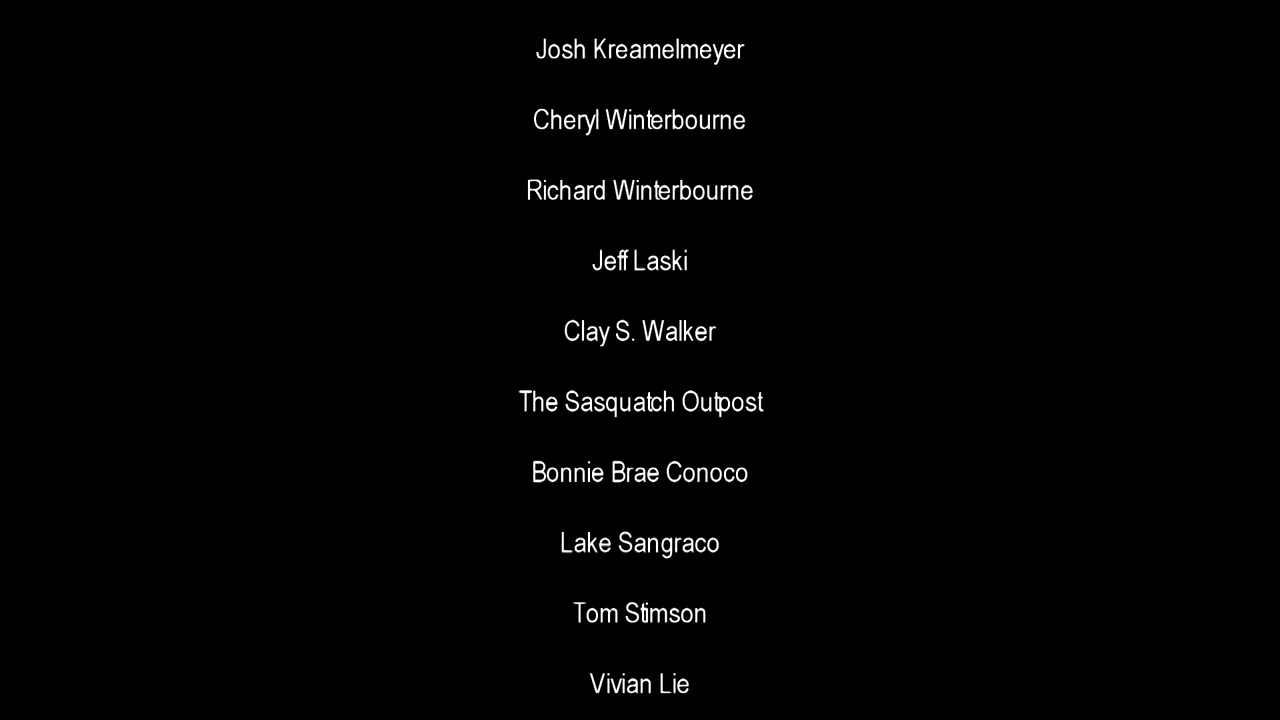 Josh Kreamelmeyer
Cheryl Winterbourne
Richard Winterbourne
Jeff Laski
Clay S. Walker
The Sasquatch Outpost
Bonnie Brae Conoco
Lake Sangraco
Tom Stimson
Vivian Lie